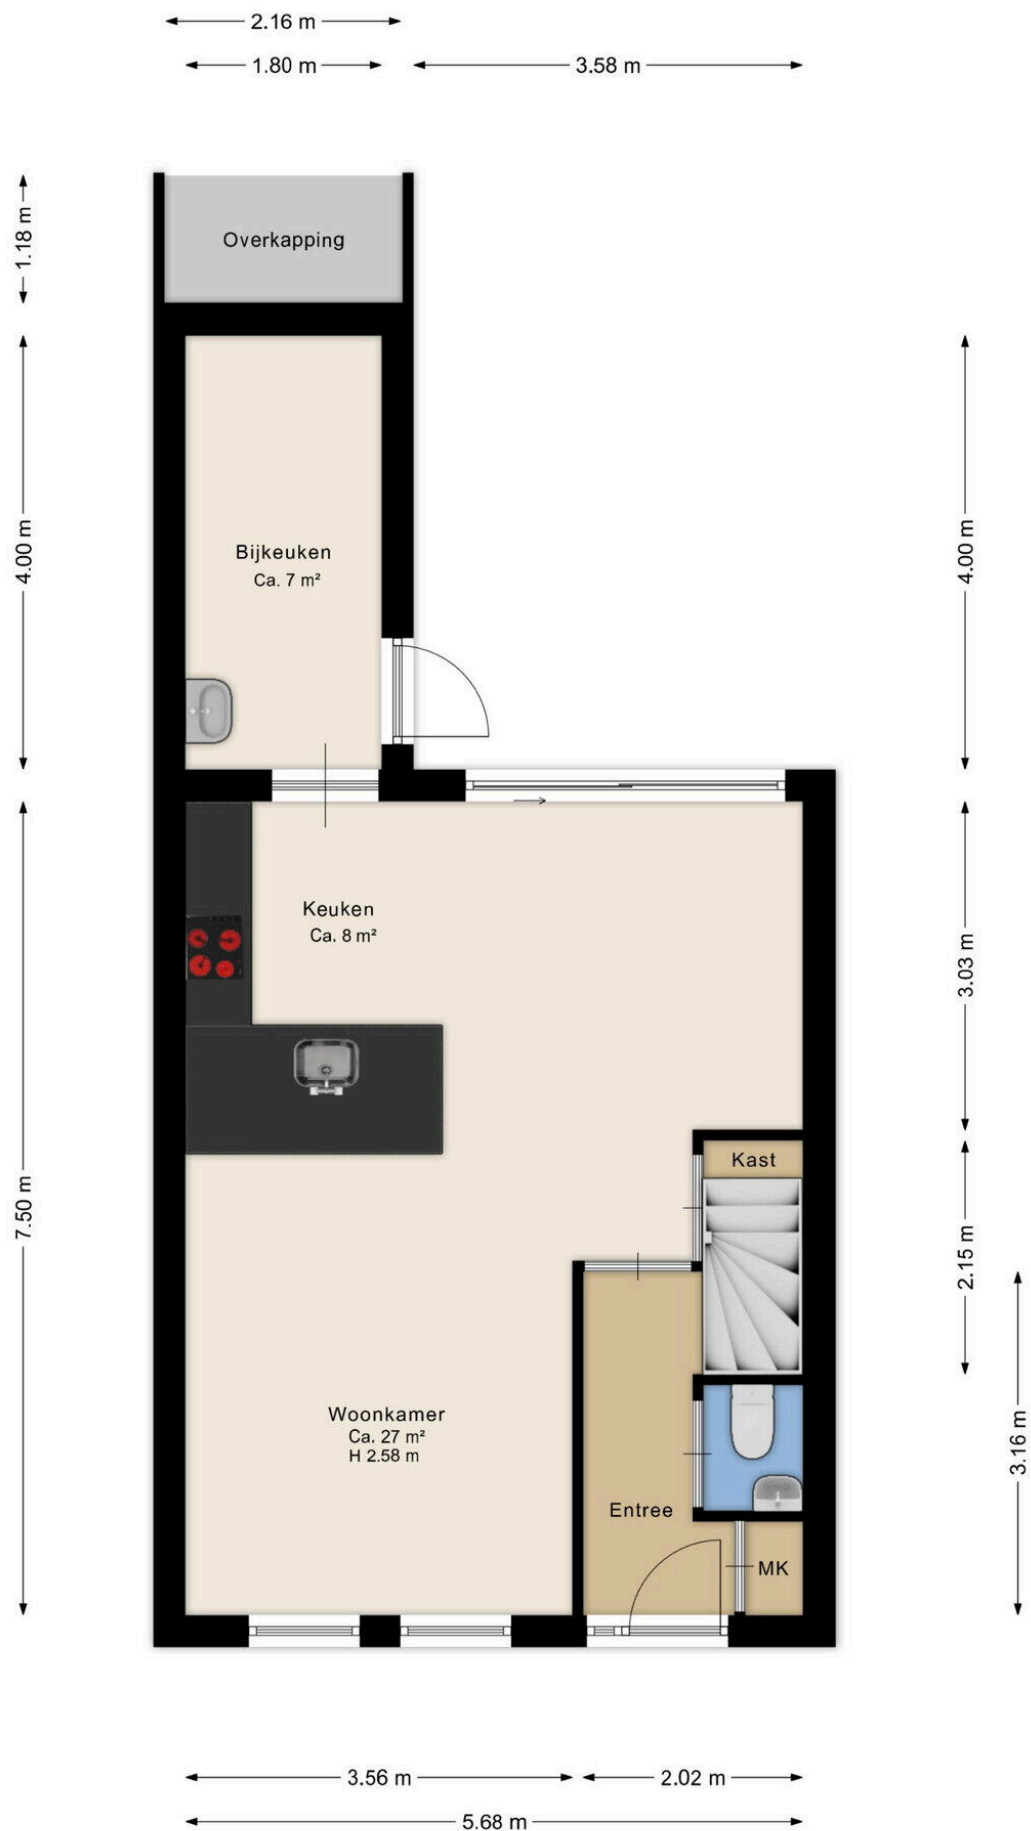 2.16 m
1.80 m
3.58 m
1.18 m
Overkapping
4.00 m
4.00 m
Bijkeuken
Ca. 7 m²
Keuken
Ca. 8 m²
3.03 m
Kast
7.50 m
2.15 m
Woonkamer
Ca. 27 m²
H 2.58 m
3.16 m
Entree
MK
3.56 m
2.02 m
5.68 m